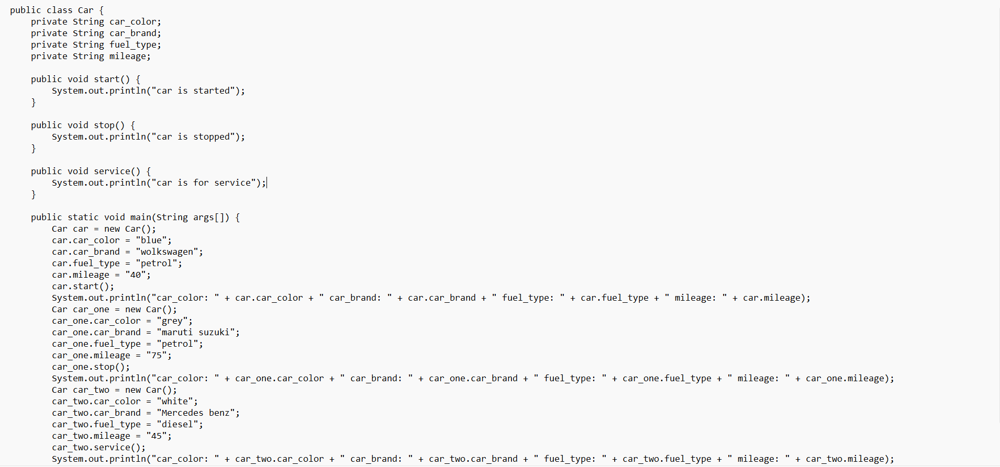 public class Car {
    private String car_color;
    private String car_brand;
    private String fuel_type;
    private String mileage;

    public void start() {
        System.out.println("car is started");
    }

    public void stop() {
        System.out.println("car is stopped");
    }

    public void service() {
        System.out.println("car is for service");
    }

    public static void main(String args[]) {
        Car car = new Car();
        car.car_color = "blue";
        car.car_brand = "wolkswagen";
        car.fuel_type = "petrol";
        car.mileage = "40";
        car.start();
        System.out.println("car_color: " + car.car_color + " car_brand: " + car.car_brand + " fuel_type: " + car.fuel_type + " mileage: " + car.mileage);
        Car car_one = new Car();
        car_one.car_color = "grey";
        car_one.car_brand = "maruti suzuki";
        car_one.fuel_type = "petrol";
        car_one.mileage = "75";
        car_one.stop();
        System.out.println("car_color: " + car_one.car_color + " car_brand: " + car_one.car_brand + " fuel_type: " + car_one.fuel_type + " mileage: " + car_one.mileage);
        Car car_two = new Car();
        car_two.car_color = "white";
        car_two.car_brand = "Mercedes benz";
        car_two.fuel_type = "diesel";
        car_two.mileage = "45";
        car_two.service();
        System.out.println("car_color: " + car_two.car_color + " car_brand: " + car_two.car_brand + " fuel_type: " + car_two.fuel_type + " mileage: " + car_two.mileage);